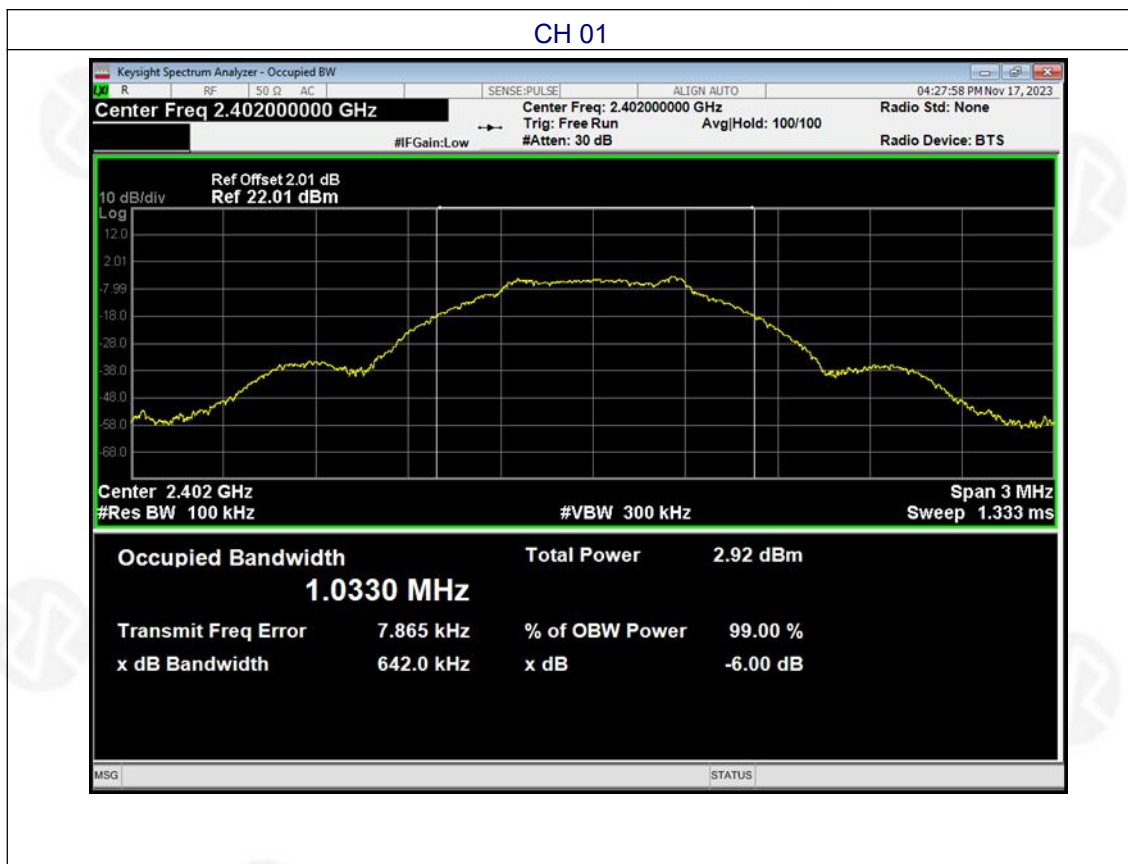 CH 01
Keysight Spectrum Analyzer - Occupied BW
LXI R RF 50 Ω AC SENSE:PULSE ALIGN AUTO 04:27:58 PM Nov 17, 2023
Center Freq 2.402000000 GHz Center Freq: 2.402000000 GHz Radio Std: None
Trig: Free Run Avg|Hold: 100/100
#IFGain:Low #Atten: 30 dB Radio Device: BTS
Ref Offset 2.01 dB
10 dB/div Ref 22.01 dBm
Log
12.0
2.01
-7.99
-18.0
-28.0
-38.0
-48.0
-58.0
-68.0
Center 2.402 GHz Span 3 MHz
#Res BW 100 kHz #VBW 300 kHz Sweep 1.333 ms
Occupied Bandwidth Total Power 2.92 dBm
1.0330 MHz
Transmit Freq Error 7.865 kHz % of OBW Power 99.00 %
x dB Bandwidth 642.0 kHz x dB -6.00 dB
MSG STATUS